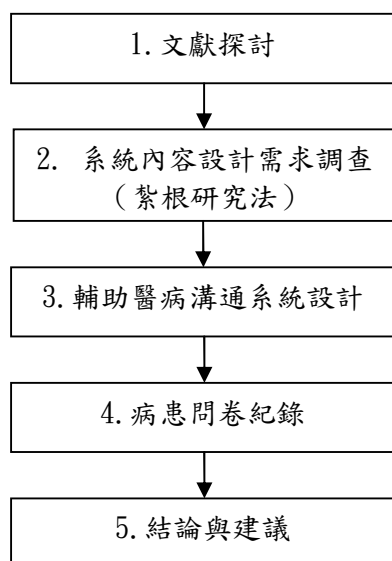 1.文獻探討
2. 系統內容設計需求調查
(紮根研究法)
3.輔助醫病溝通系統設計
4.病患問卷紀錄
5.結論與建議